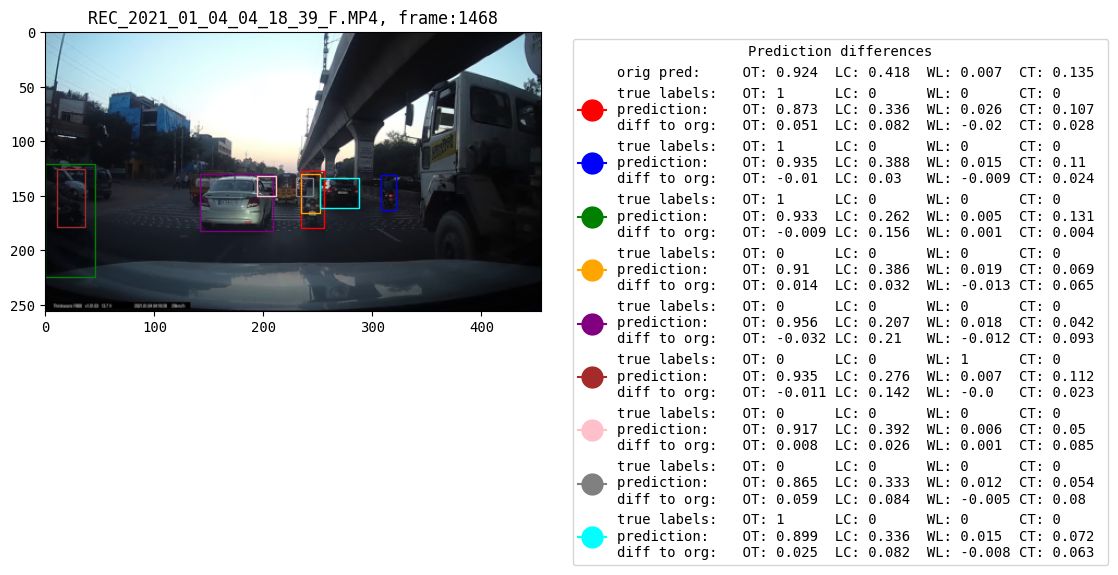 REC_2021_01_04_04_18_39_F.MP4, frame:1468
0
50
100
150
200
250
0
100
200
300
400
Prediction differences
orig pred: OT: 0.924 LC: 0.418 WL: 0.007 CT: 0.135
true labels: OT: 1 LC: 0 WL: 0 CT: 0
prediction: OT: 0.873 LC: 0.336 WL: 0.026 CT: 0.107
diff to org: OT: 0.051 LC: 0.082 WL: -0.02 CT: 0.028
true labels: OT: 1 LC: 0 WL: 0 CT: 0
prediction: OT: 0.935 LC: 0.388 WL: 0.015 CT: 0.11
diff to org: OT: -0.01 LC: 0.03 WL: -0.009 CT: 0.024
true labels: OT: 1 LC: 0 WL: 0 CT: 0
prediction: OT: 0.933 LC: 0.262 WL: 0.005 CT: 0.131
diff to org: OT: -0.009 LC: 0.156 WL: 0.001 CT: 0.004
true labels: OT: 0 LC: 0 WL: 0 CT: 0
prediction: OT: 0.91 LC: 0.386 WL: 0.019 CT: 0.069
diff to org: OT: 0.014 LC: 0.032 WL: -0.013 CT: 0.065
true labels: OT: 0 LC: 0 WL: 0 CT: 0
prediction: OT: 0.956 LC: 0.207 WL: 0.018 CT: 0.042
diff to org: OT: -0.032 LC: 0.21 WL: -0.012 CT: 0.093
true labels: OT: 0 LC: 0 WL: 1 CT: 0
prediction: OT: 0.935 LC: 0.276 WL: 0.007 CT: 0.112
diff to org: OT: -0.011 LC: 0.142 WL: -0.0 CT: 0.023
true labels: OT: 0 LC: 0 WL: 0 CT: 0
prediction: OT: 0.917 LC: 0.392 WL: 0.006 CT: 0.05
diff to org: OT: 0.008 LC: 0.026 WL: 0.001 CT: 0.085
true labels: OT: 0 LC: 0 WL: 0 CT: 0
prediction: OT: 0.865 LC: 0.333 WL: 0.012 CT: 0.054
diff to org: OT: 0.059 LC: 0.084 WL: -0.005 CT: 0.08
true labels: OT: 1 LC: 0 WL: 0 CT: 0
prediction: OT: 0.899 LC: 0.336 WL: 0.015 CT: 0.072
diff to org: OT: 0.025 LC: 0.082 WL: -0.008 CT: 0.063